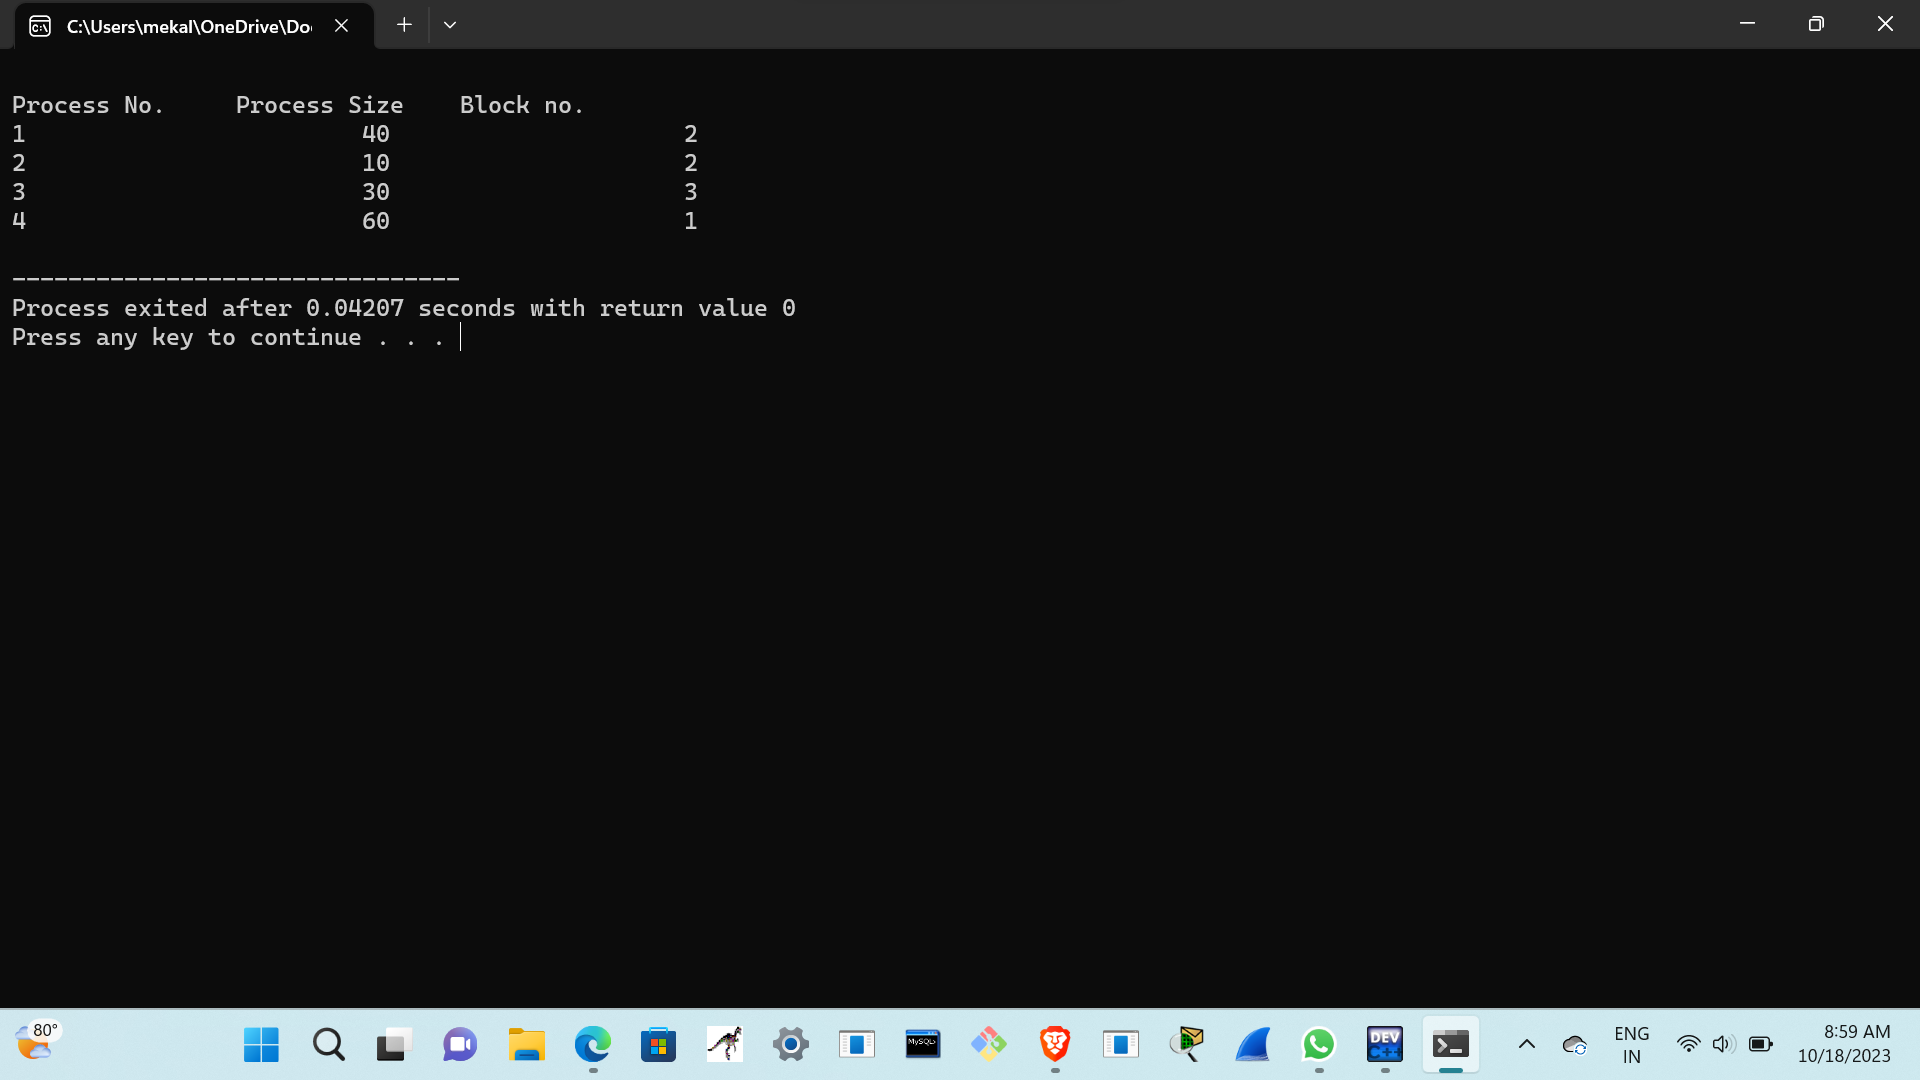 C:\Users\mekal\OneDrive\Do
Process No.     Process Size    Block no.
1                        40                     2
2                        10                     2
3                        30                     3
4                        60                     1
--------------------------------
Process exited after 0.04207 seconds with return value 0
Press any key to continue . . .
80°
MySQL>
DEV
C++
ENG
IN
8:59 AM
10/18/2023